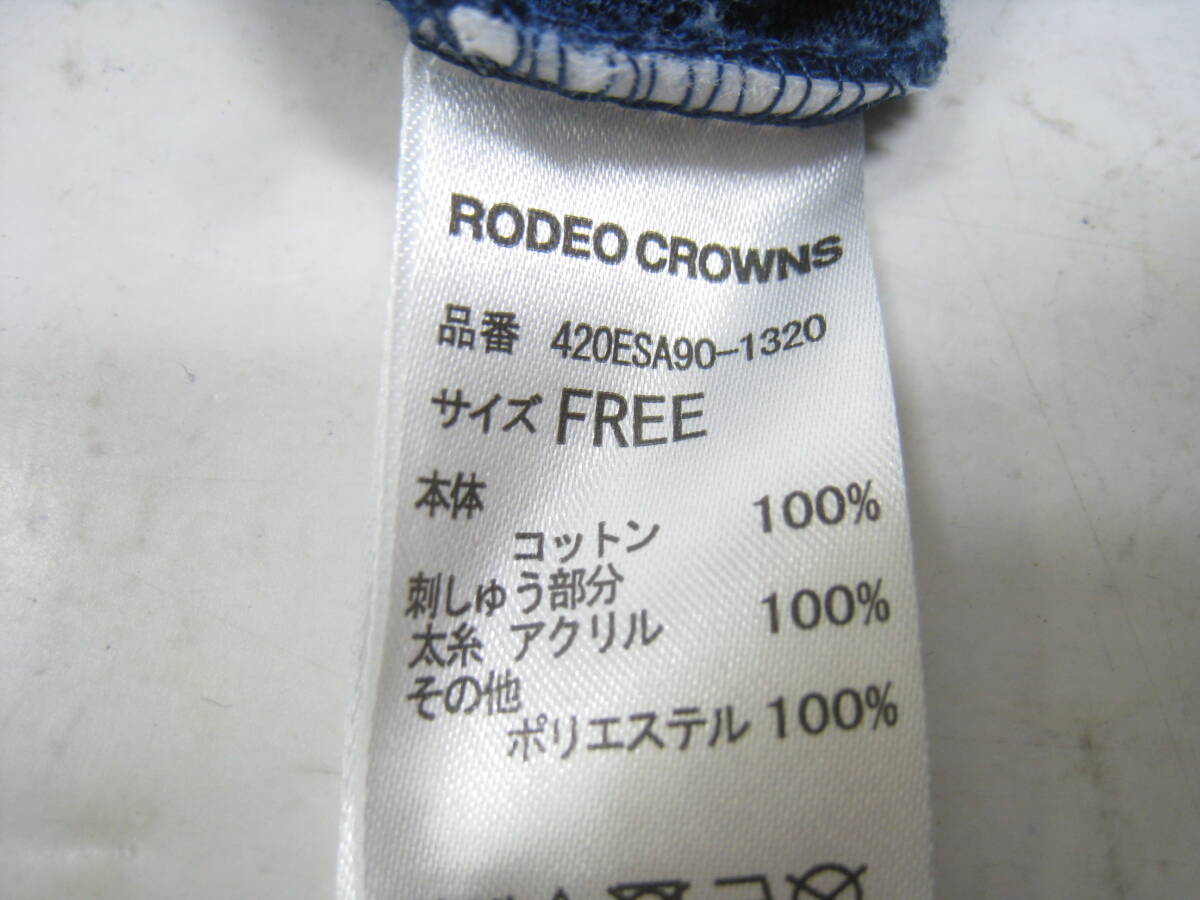 RODEO CROWNS
品番 420ESA90-1320
サイズ FREE
本体
コットン 100%
刺しゅう部分
太糸 アクリル 100%
その他
ポリエステル 100%